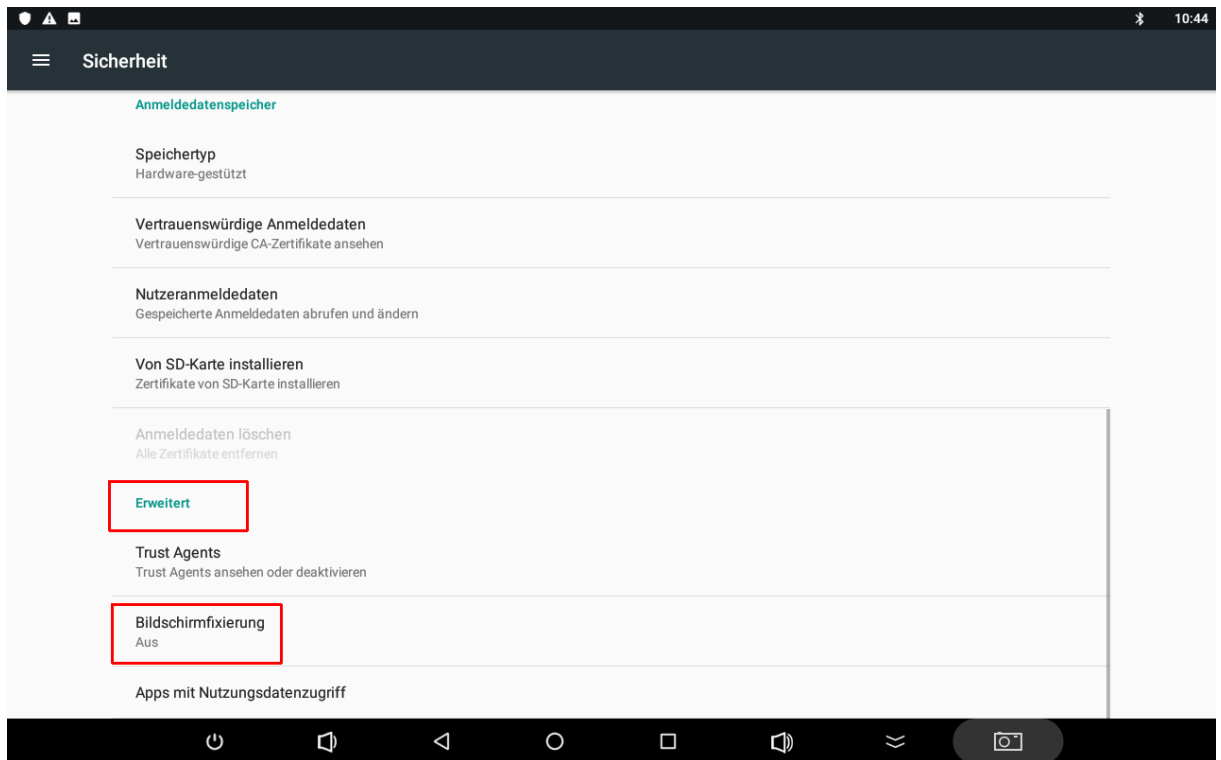 10:44
Sicherheit
Anmeldedatenspeicher
Speichertyp
Hardware-gestützt
Vertrauenswürdige Anmeldedaten
Vertrauenswürdige CA-Zertifikate ansehen
Nutzeranmeldedaten
Gespeicherte Anmeldedaten abrufen und ändern
Von SD-Karte installieren
Zertifikate von SD-Karte installieren
Anmeldedaten löschen
Alle Zertifikate entfernen
Erweitert
Trust Agents
Trust Agents ansehen oder deaktivieren
Bildschirmfixierung
Aus
Apps mit Nutzungsdatenzugriff